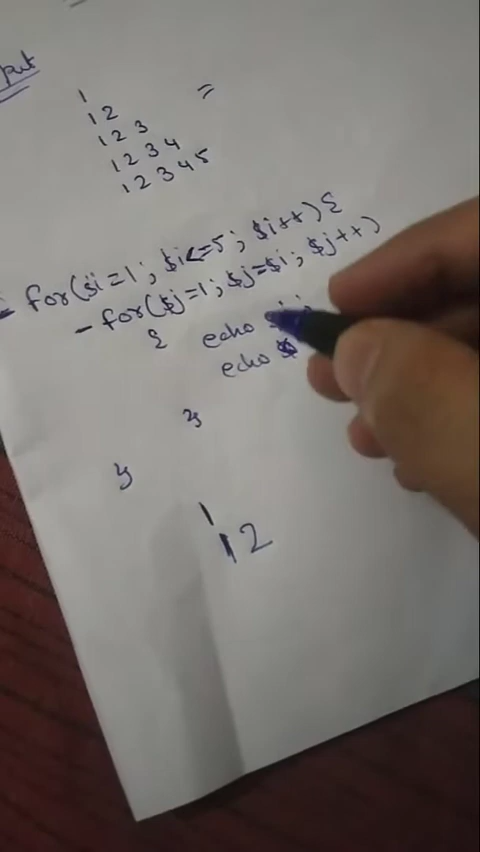 1 =
1 2
1 2 3
1 2 3 4
1 2 3 4 5
for($i=1; $i<=5; $i++){
- for($j=1; $j=$i; $j++)
{ echo
echo
}
}
1
1 2